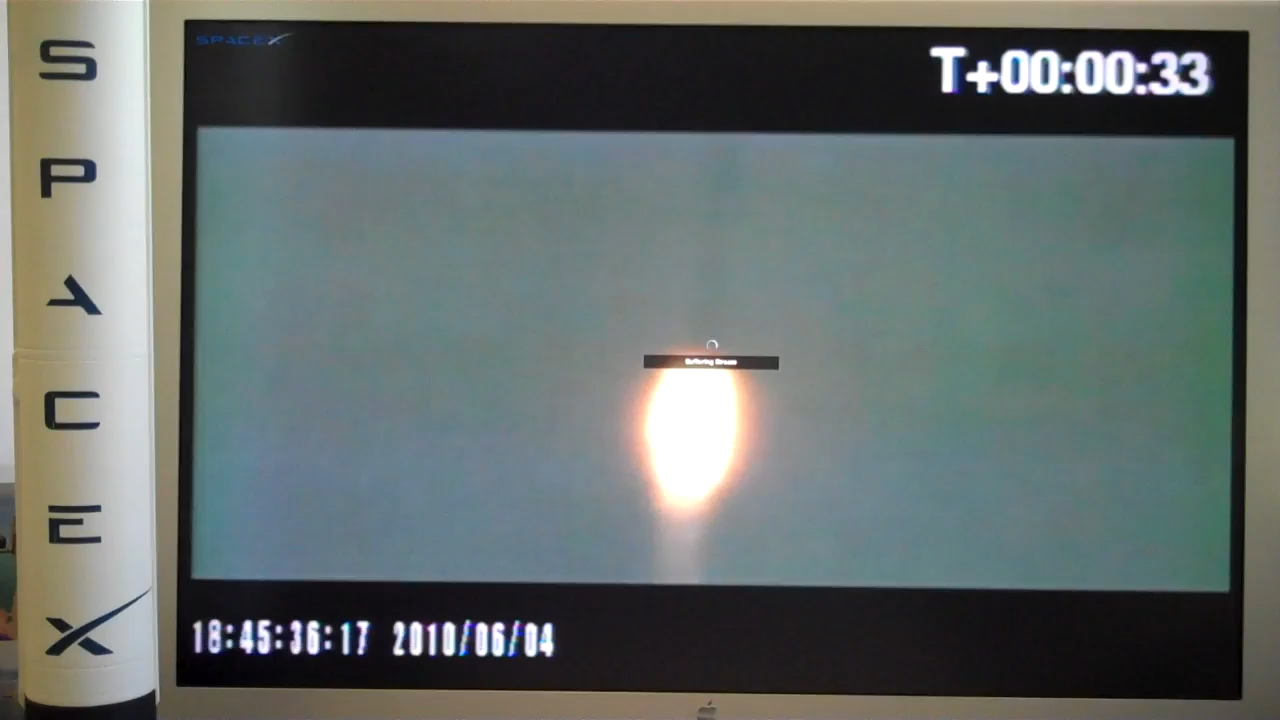 SPACEX
SPACEX
T+00:00:33
Buffering Stream
18:45:36:17 2010/06/04